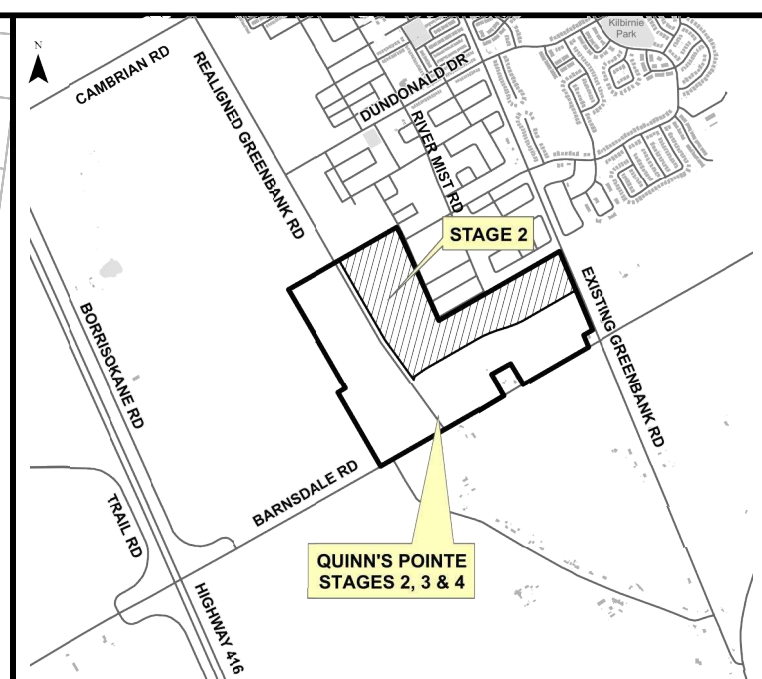 Kilbirnie
Park
N
CAMBRIAN RD
REALIGNED GREENBANK RD
DUNDONALD DR
RIVER MIST RD
STAGE 2
EXISTING GREENBANK RD
BORRISOKANE RD
BARNSDALE RD
TRAIL RD
QUINN'S POINTE
STAGES 2, 3 & 4
HIGHWAY 416